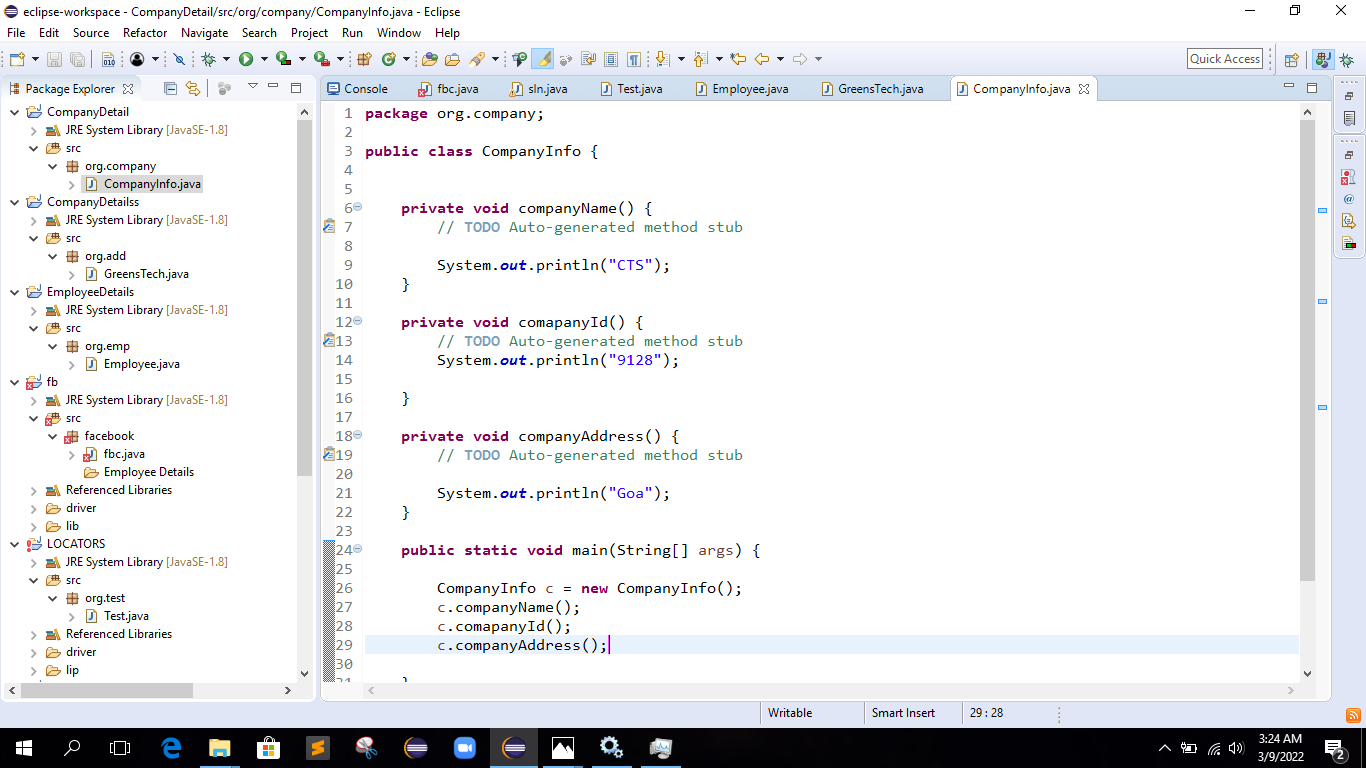 eclipse-workspace - CompanyDetail/src/org/company/CompanyInfo.java - Eclipse
File Edit Source Refactor Navigate Search Project Run Window Help
Quick Access
Package Explorer
CompanyDetail
JRE System Library [JavaSE-1.8]
src
org.company
CompanyInfo.java
CompanyDetailss
JRE System Library [JavaSE-1.8]
src
org.add
GreensTech.java
EmployeeDetails
JRE System Library [JavaSE-1.8]
src
org.emp
Employee.java
fb
JRE System Library [JavaSE-1.8]
src
facebook
fbc.java
Employee Details
Referenced Libraries
driver
lib
LOCATORS
JRE System Library [JavaSE-1.8]
src
org.test
Test.java
Referenced Libraries
driver
lip
Console fbc.java sln.java Test.java Employee.java GreensTech.java CompanyInfo.java
1 package org.company;
2
3 public class CompanyInfo {
4
5
6 private void companyName() {
7 // TODO Auto-generated method stub
8
9 System.out.println("CTS");
10 }
11
12 private void comapanyId() {
13 // TODO Auto-generated method stub
14 System.out.println("9128");
15
16 }
17
18 private void companyAddress() {
19 // TODO Auto-generated method stub
20
21 System.out.println("Goa");
22 }
23
24 public static void main(String[] args) {
25
26 CompanyInfo c = new CompanyInfo();
27 c.companyName();
28 c.comapanyId();
29 c.companyAddress();
30
31 }
Writable Smart Insert 29 : 28
3:24 AM
3/9/2022
2